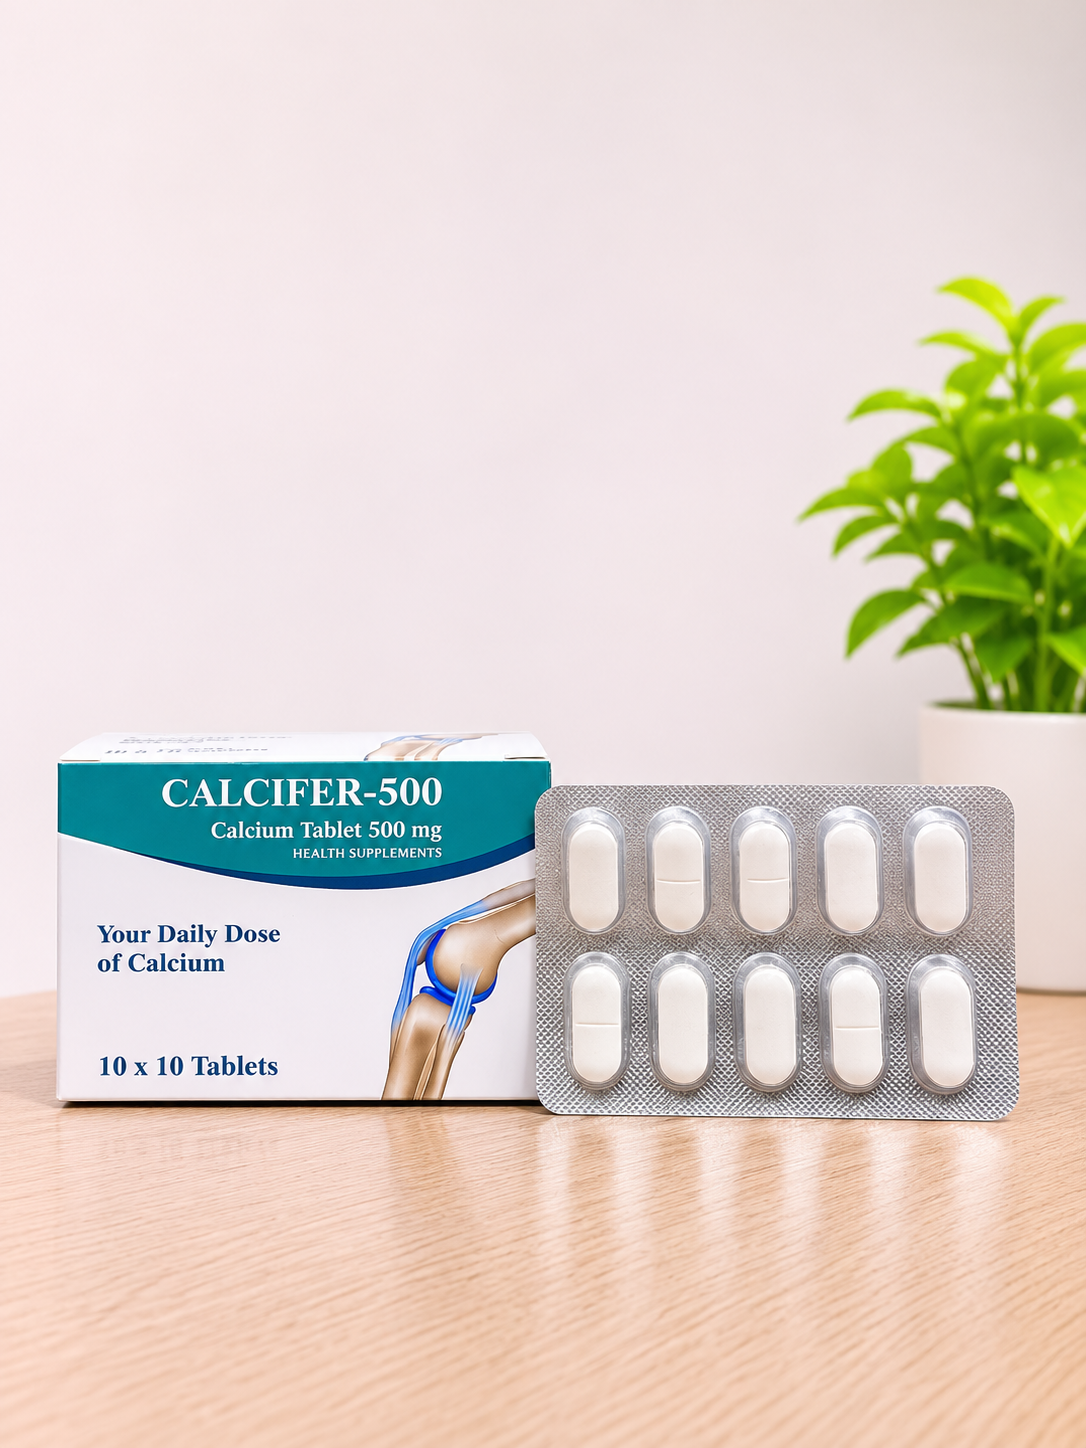 CALCIFER-500
Calcium Tablet 500 mg
HEALTH SUPPLEMENTS
Your Daily Dose
of Calcium
10 x 10 Tablets